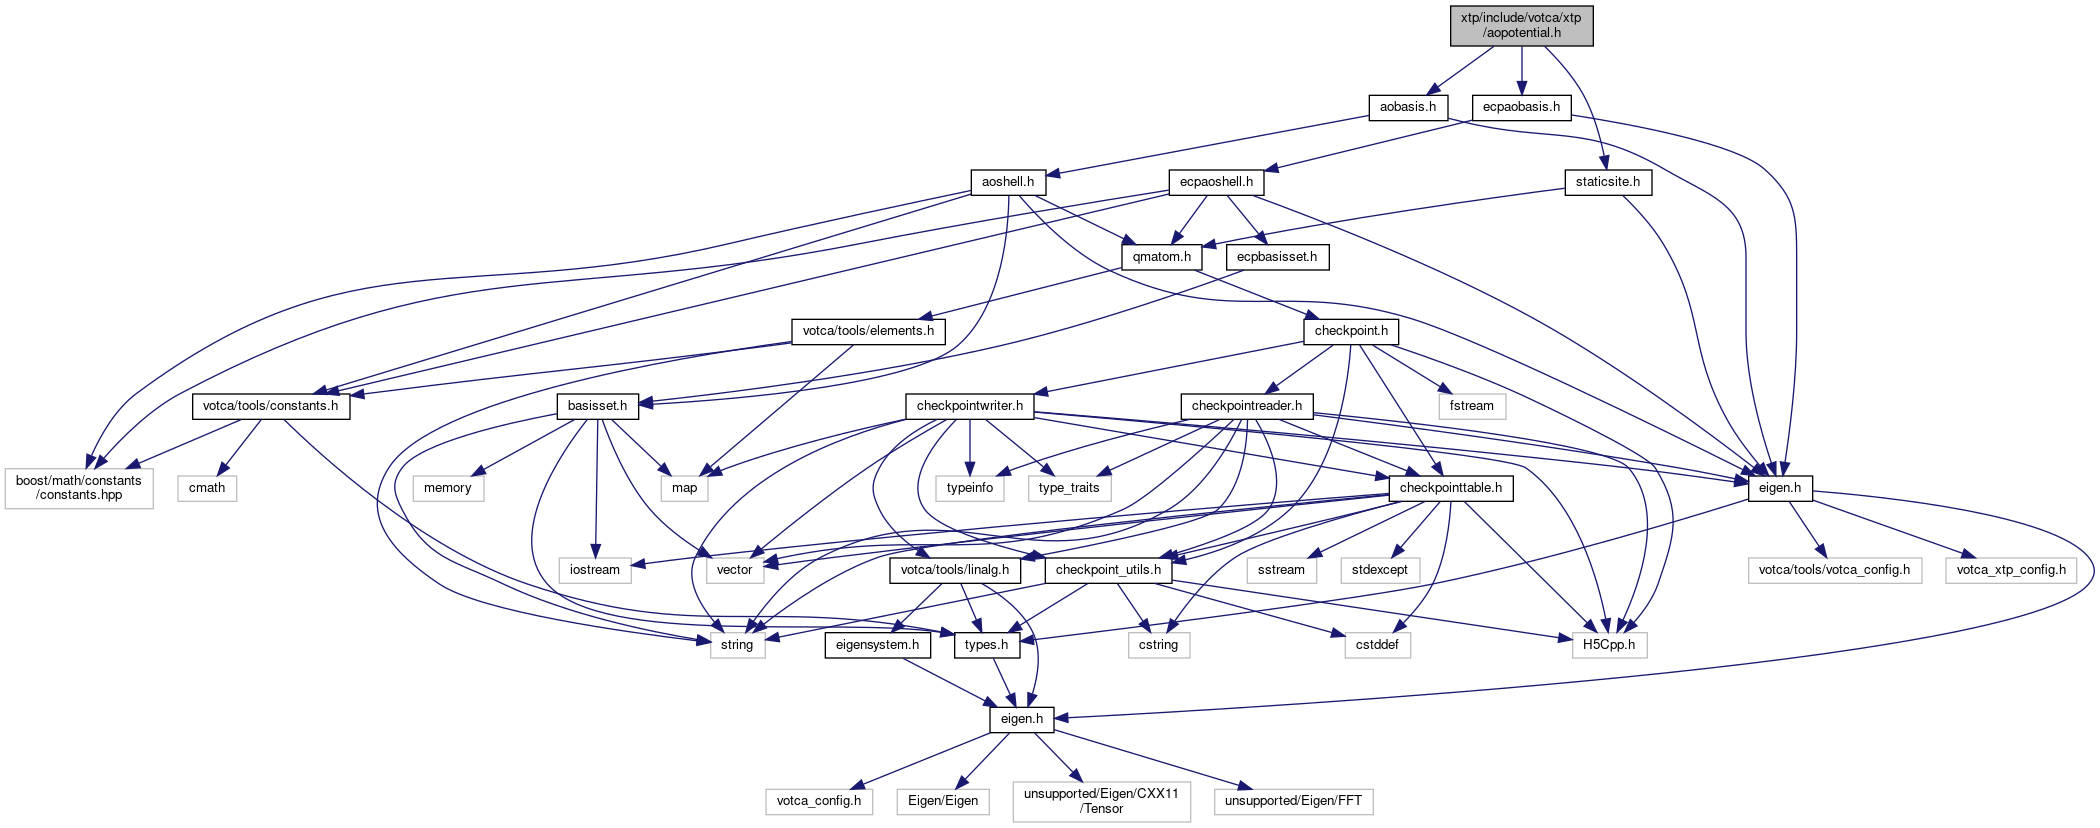 xtp/include/votca/xtp
/aopotential.h
aobasis.h
ecpaobasis.h
aoshell.h
ecpaoshell.h
staticsite.h
qmatom.h
ecpbasisset.h
votca/tools/elements.h
checkpoint.h
votca/tools/constants.h
basisset.h
checkpointwriter.h
checkpointreader.h
fstream
boost/math/constants
/constants.hpp
cmath
memory
map
typeinfo
type_traits
checkpointtable.h
eigen.h
iostream
vector
votca/tools/linalg.h
checkpoint_utils.h
sstream
stdexcept
votca/tools/votca_config.h
votca_xtp_config.h
string
eigensystem.h
types.h
cstring
cstddef
H5Cpp.h
eigen.h
votca_config.h
Eigen/Eigen
unsupported/Eigen/CXX11
/Tensor
unsupported/Eigen/FFT